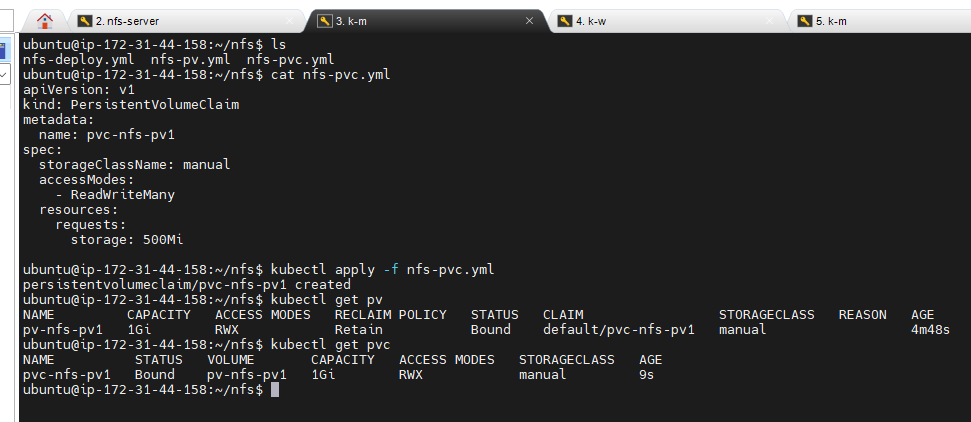 2. nfs-server 3. k-m 4. k-w 5. k-m
ubuntu@ip-172-31-44-158:~/nfs$ ls
nfs-deploy.yml  nfs-pv.yml  nfs-pvc.yml
ubuntu@ip-172-31-44-158:~/nfs$ cat nfs-pvc.yml
apiVersion: v1
kind: PersistentVolumeClaim
metadata:
  name: pvc-nfs-pv1
spec:
  storageClassName: manual
  accessModes:
    - ReadWriteMany
  resources:
    requests:
      storage: 500Mi
ubuntu@ip-172-31-44-158:~/nfs$ kubectl apply -f nfs-pvc.yml
persistentvolumeclaim/pvc-nfs-pv1 created
ubuntu@ip-172-31-44-158:~/nfs$ kubectl get pv
NAME         CAPACITY   ACCESS MODES   RECLAIM POLICY   STATUS   CLAIM                 STORAGECLASS   REASON   AGE
pv-nfs-pv1   1Gi        RWX            Retain           Bound    default/pvc-nfs-pv1   manual                  4m48s
ubuntu@ip-172-31-44-158:~/nfs$ kubectl get pvc
NAME          STATUS   VOLUME       CAPACITY   ACCESS MODES   STORAGECLASS   AGE
pvc-nfs-pv1   Bound    pv-nfs-pv1   1Gi        RWX            manual         9s
ubuntu@ip-172-31-44-158:~/nfs$